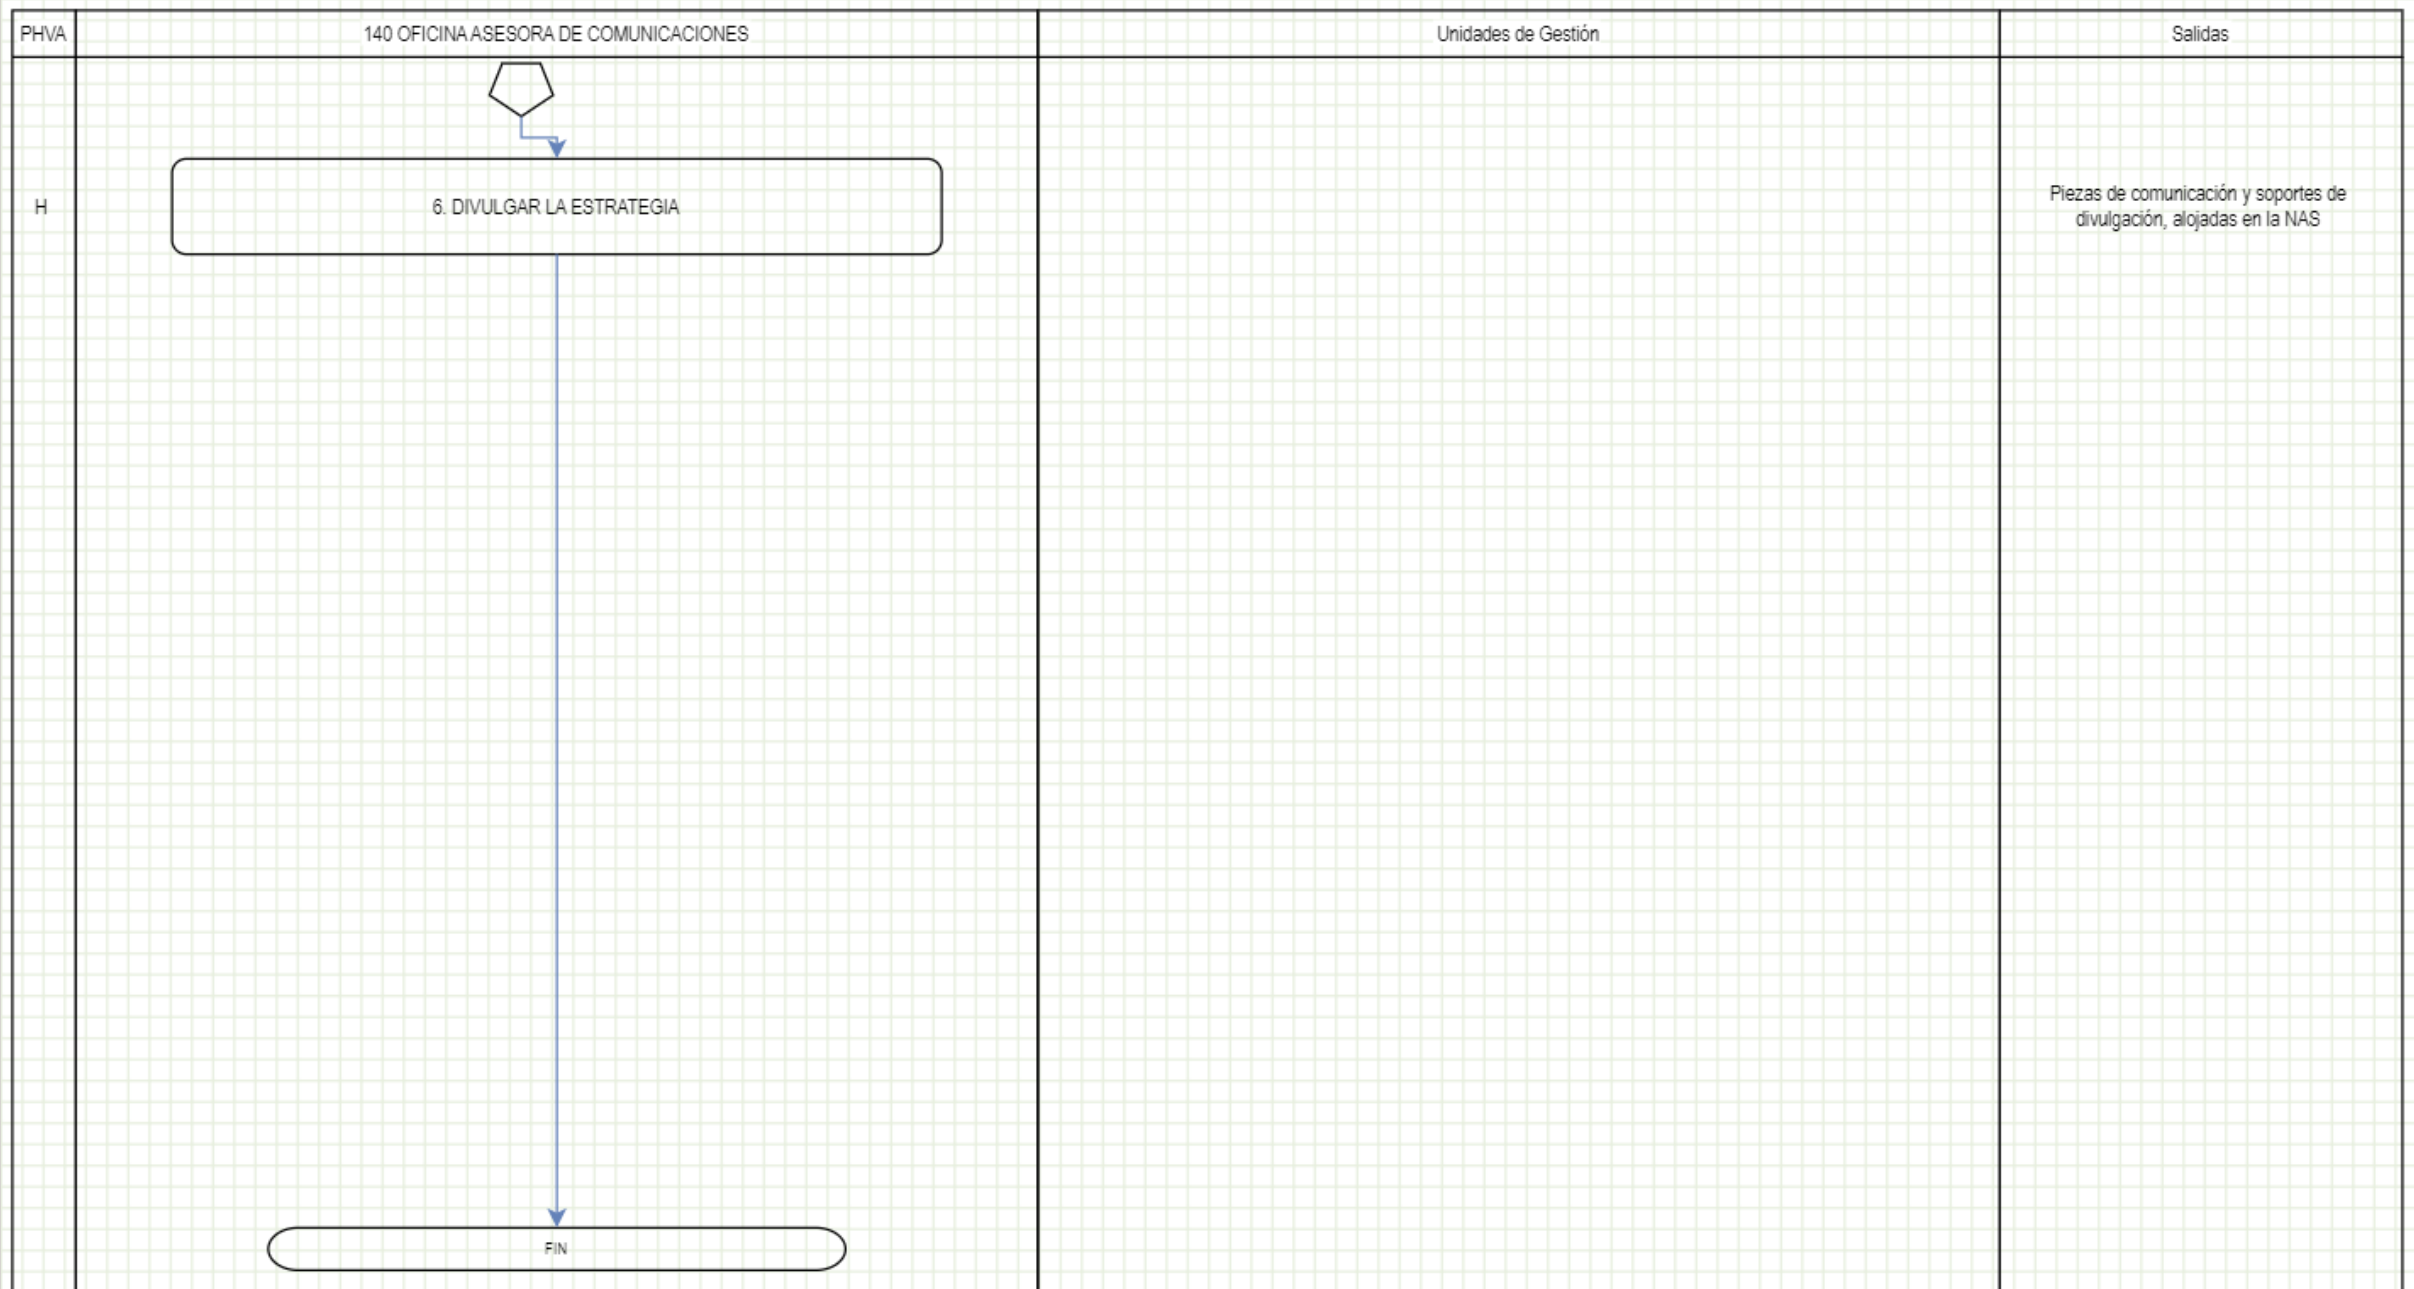 PHVA
140 OFICINA ASESORA DE COMUNICACIONES
Unidades de Gestión
Salidas
H
6. DIVULGAR LA ESTRATEGIA
Piezas de comunicación y soportes de
divulgación, alojadas en la NAS
FIN